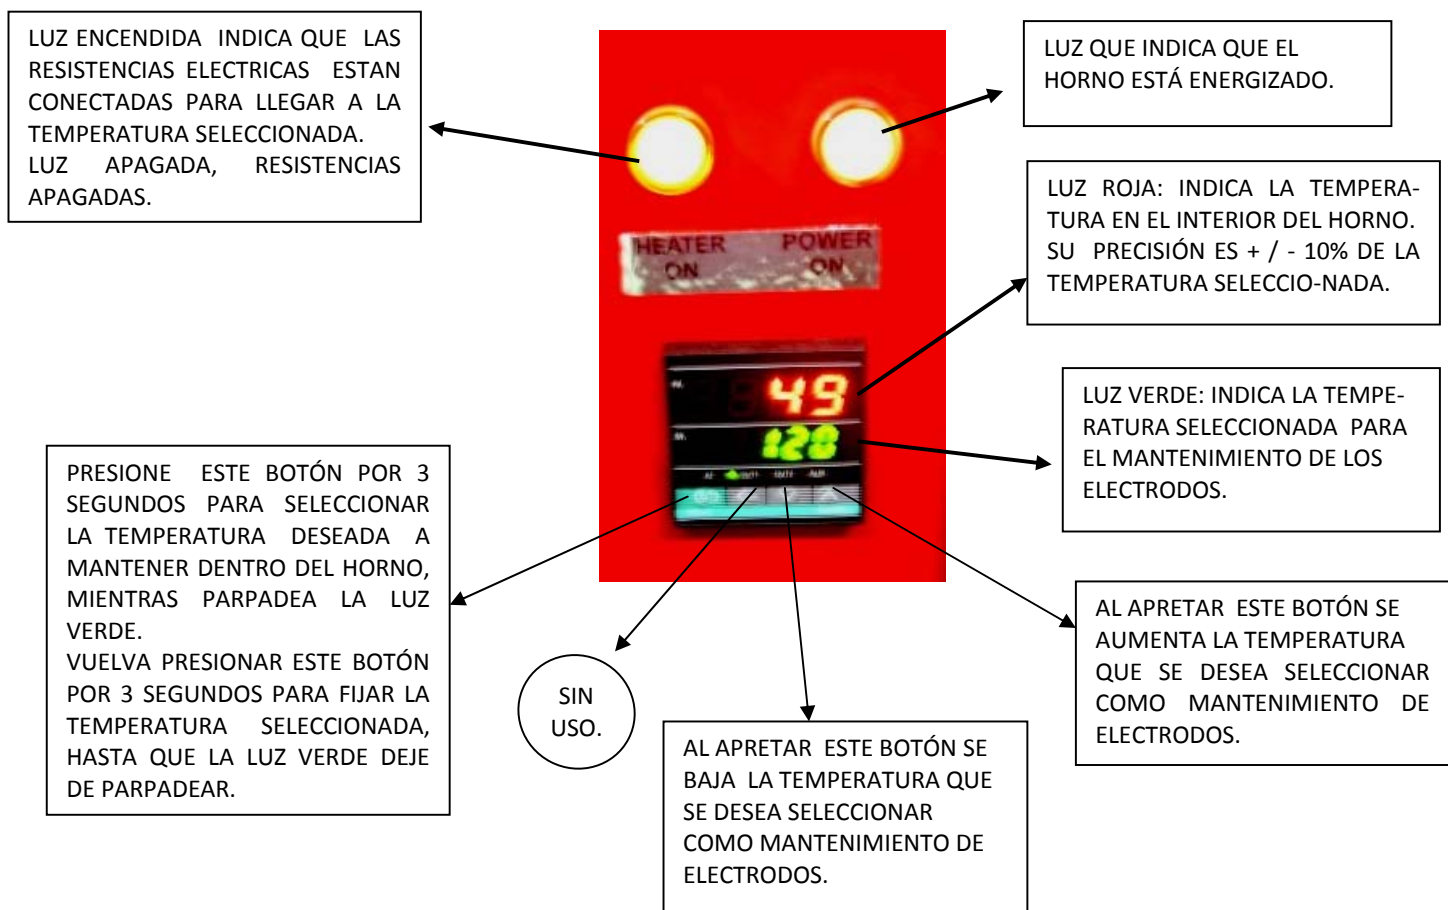 LUZ ENCENDIDA INDICA QUE LAS
RESISTENCIAS ELECTRICAS ESTAN
CONECTADAS PARA LLEGAR A LA
TEMPERATURA SELECCIONADA.
LUZ APAGADA, RESISTENCIAS
APAGADAS.
LUZ QUE INDICA QUE EL
HORNO ESTÁ ENERGIZADO.
LUZ ROJA: INDICA LA TEMPERA-
TURA EN EL INTERIOR DEL HORNO.
SU PRECISIÓN ES + / - 10% DE LA
TEMPERATURA SELECCIO-NADA.
HEATER POWER
ON ON
49
120
LUZ VERDE: INDICA LA TEMPE-
RATURA SELECCIONADA PARA
EL MANTENIMIENTO DE LOS
ELECTRODOS.
PRESIONE ESTE BOTÓN POR 3
SEGUNDOS PARA SELECCIONAR
LA TEMPERATURA DESEADA A
MANTENER DENTRO DEL HORNO,
MIENTRAS PARPADEA LA LUZ
VERDE.
VUELVA PRESIONAR ESTE BOTÓN
POR 3 SEGUNDOS PARA FIJAR LA
TEMPERATURA SELECCIONADA,
HASTA QUE LA LUZ VERDE DEJE
DE PARPADEAR.
SIN
USO.
AL APRETAR ESTE BOTÓN SE
BAJA LA TEMPERATURA QUE
SE DESEA SELECCIONAR
COMO MANTENIMIENTO DE
ELECTRODOS.
AL APRETAR ESTE BOTÓN SE
AUMENTA LA TEMPERATURA
QUE SE DESEA SELECCIONAR
COMO MANTENIMIENTO DE
ELECTRODOS.